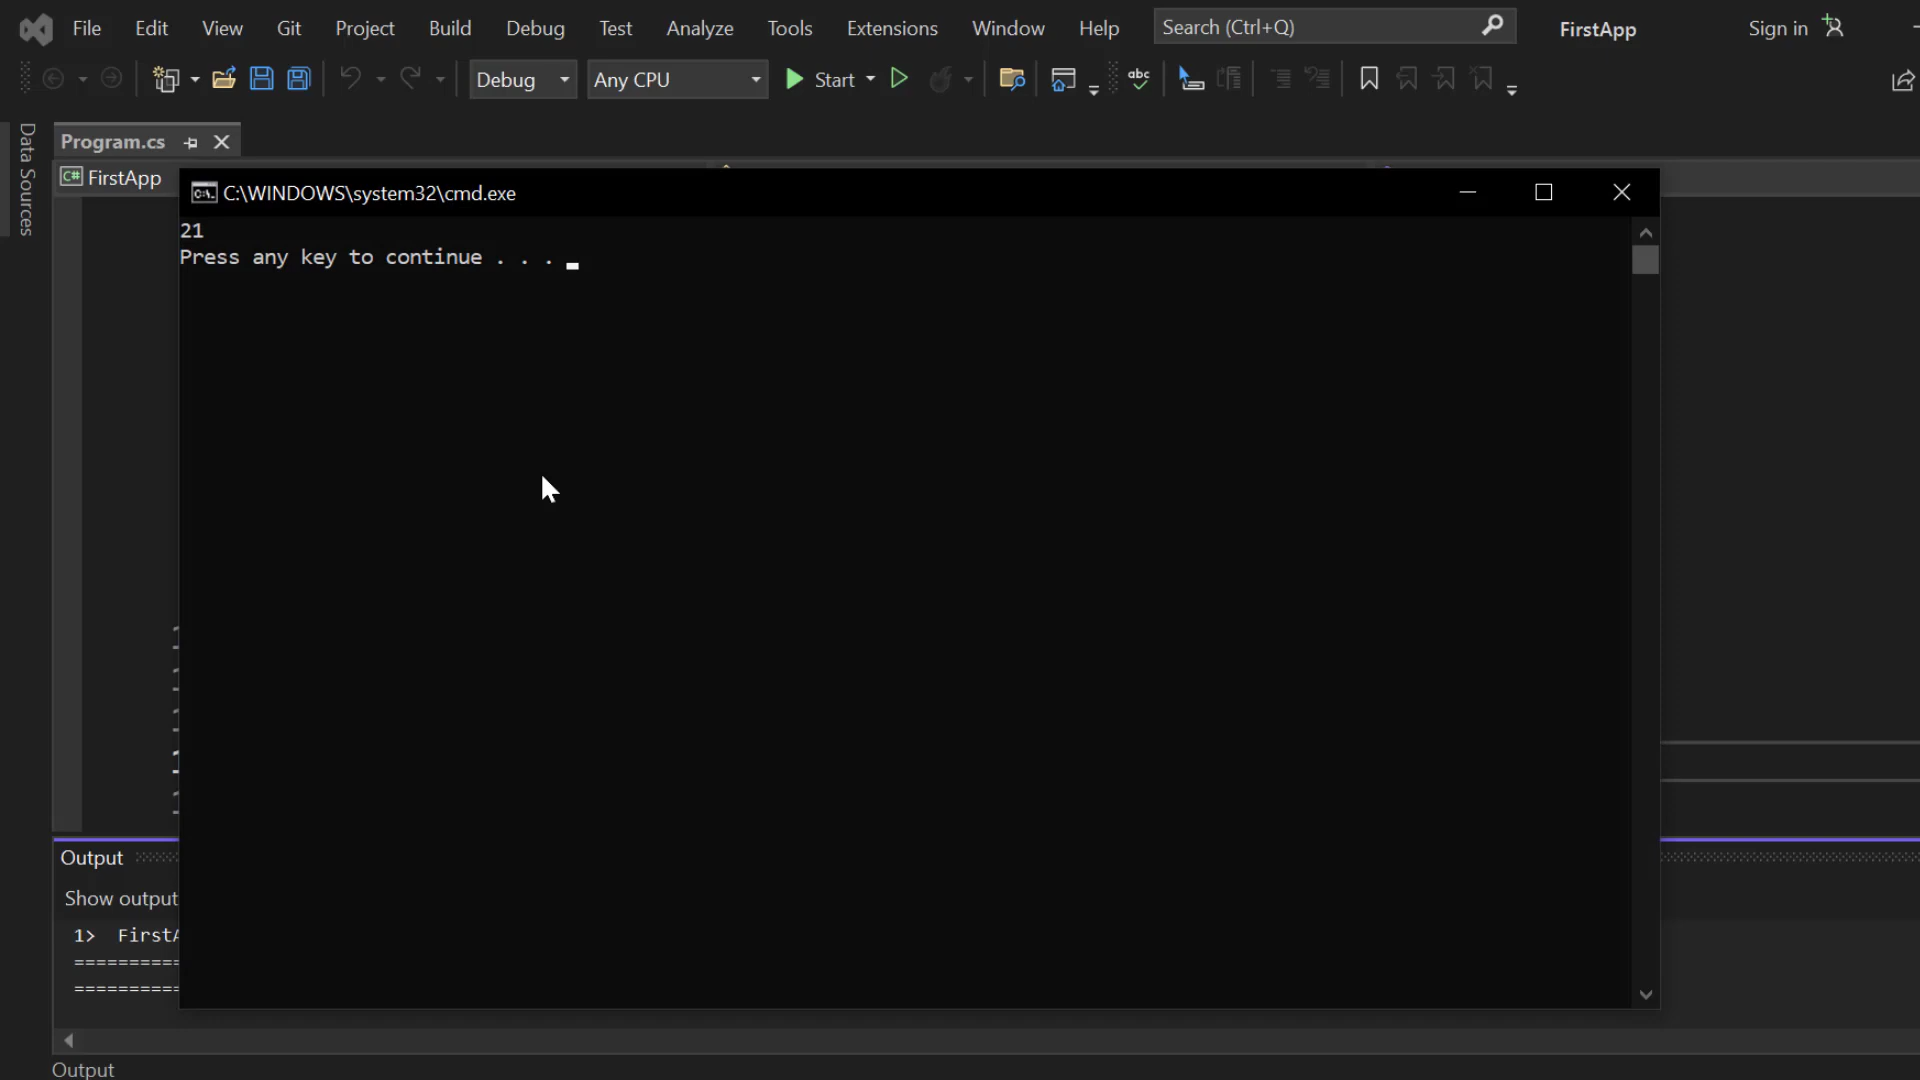 File Edit View Git Project Build Debug Test Analyze Tools Extensions Window Help Search (Ctrl+Q) FirstApp Sign in
Debug Any CPU Start abc
Data Sources
Program.cs
C# FirstApp
C:\WINDOWS\system32\cmd.exe
21
Press any key to continue . . .
Output
Show output
1> FirstA
==========
==========
Output